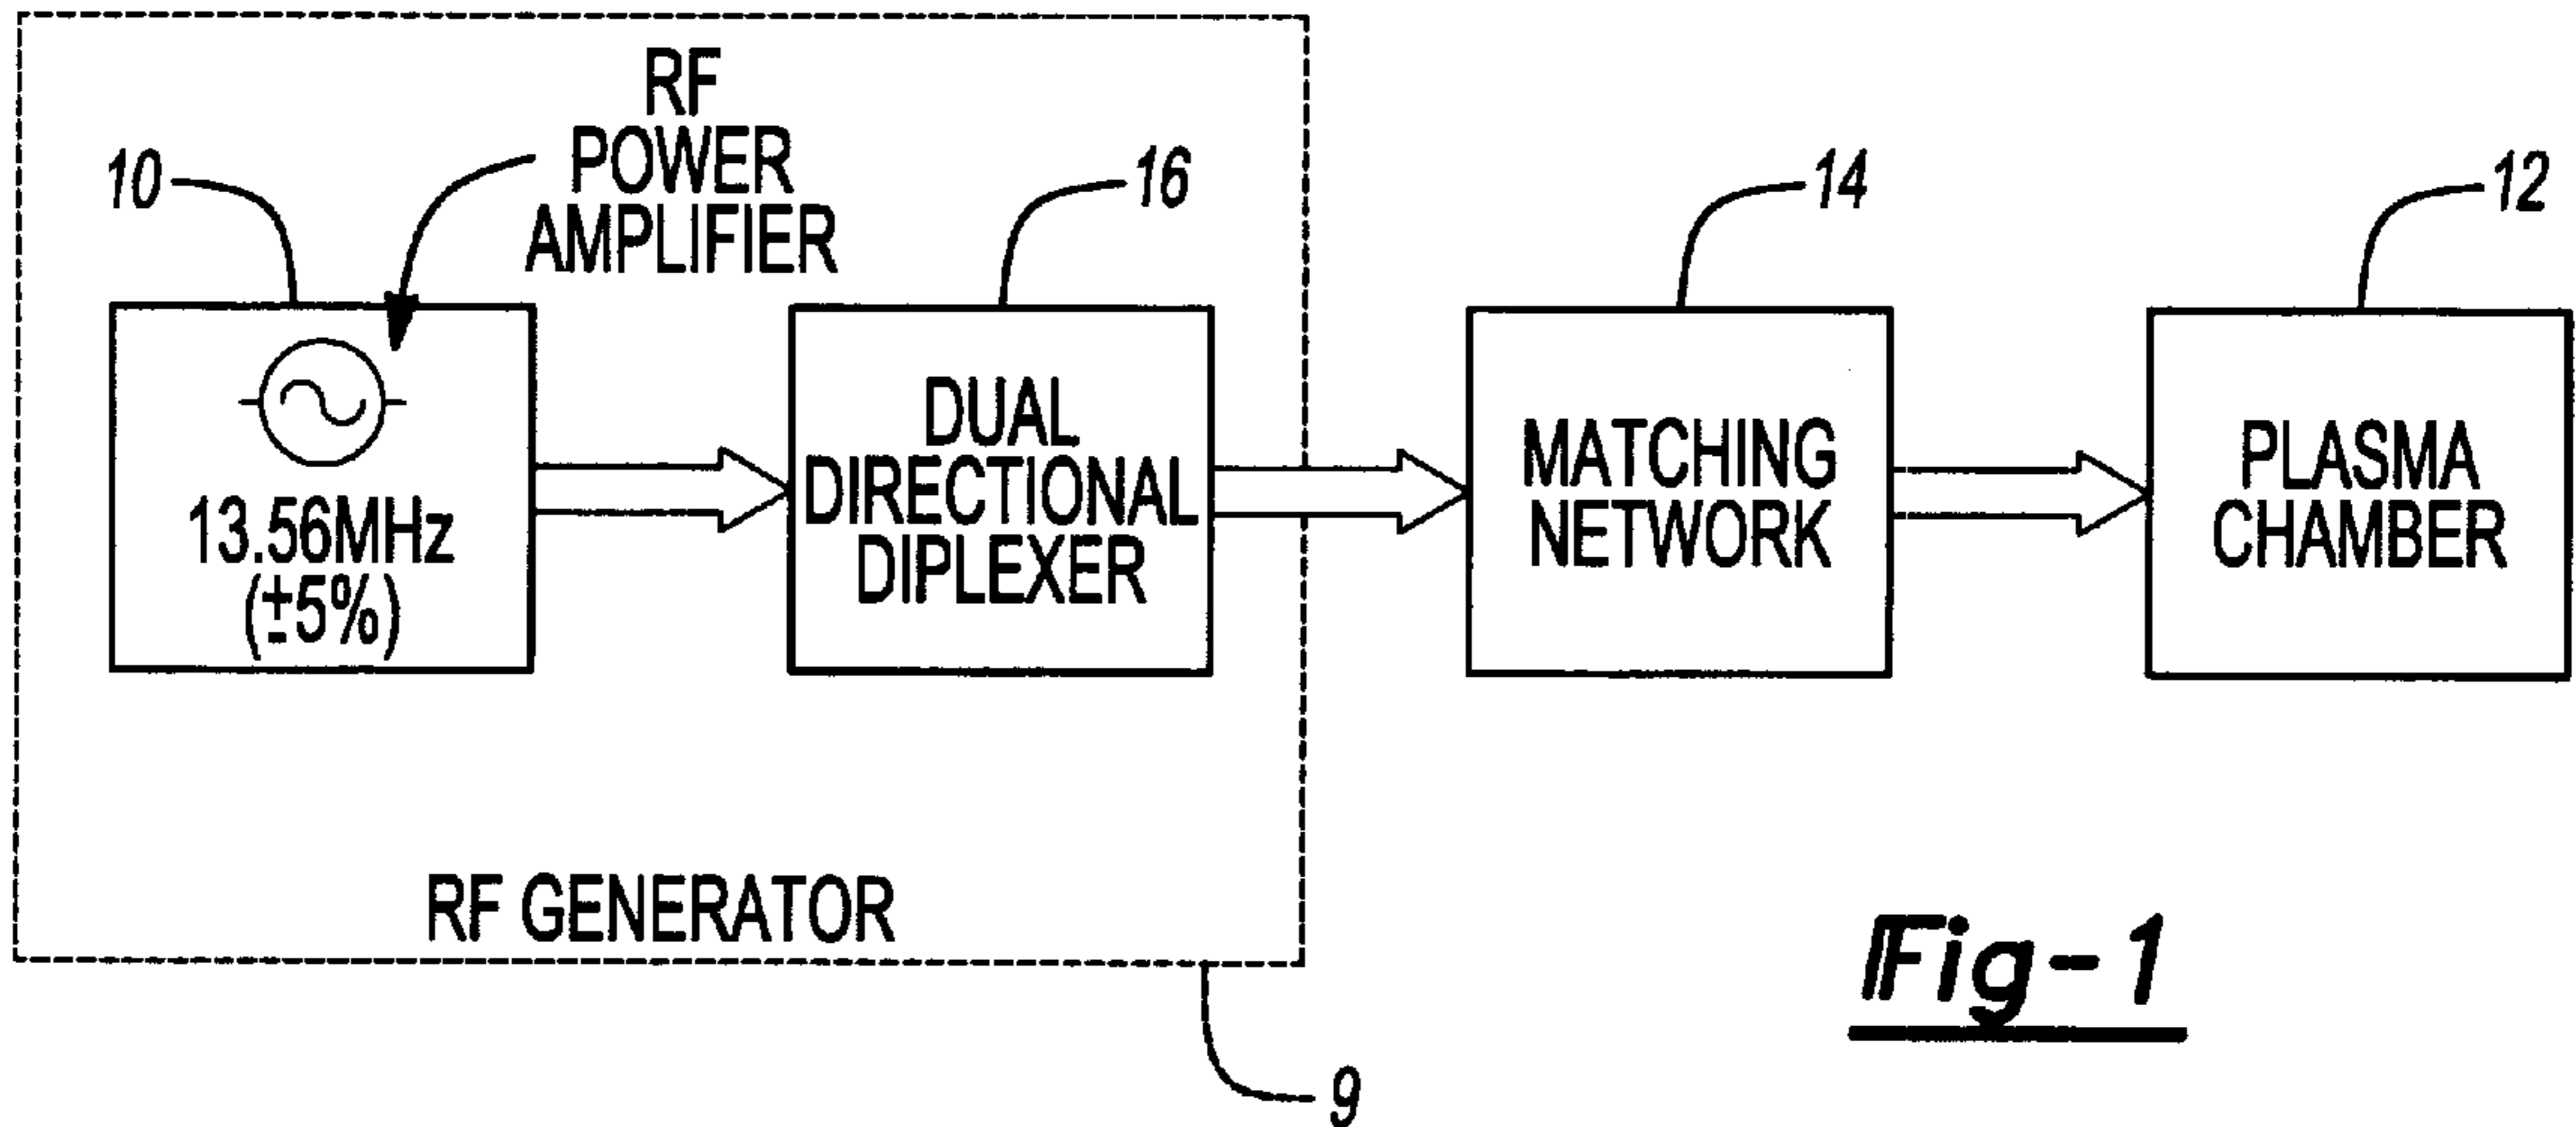 RF
POWER
AMPLIFIER
10
16
14
12
13.56MHz
(±5%)
DUAL
DIRECTIONAL
DIPLEXER
MATCHING
NETWORK
PLASMA
CHAMBER
RF GENERATOR
9
Fig-1